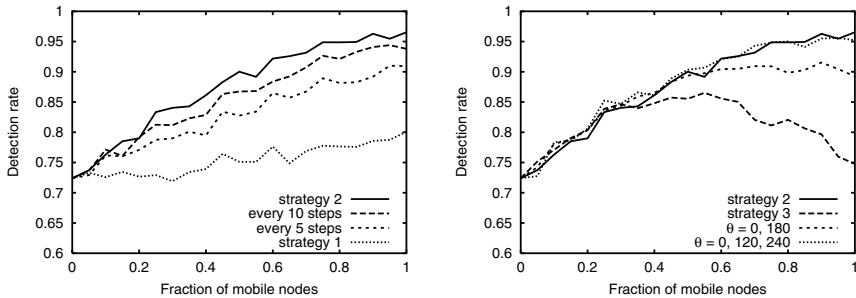 1
0.95
0.9
0.85
0.8
0.75
0.7
0.65
0.6
Detection rate
strategy 2
every 10 steps
every 5 steps
strategy 1
0 0.2 0.4 0.6 0.8 1
Fraction of mobile nodes
1
0.95
0.9
0.85
0.8
0.75
0.7
0.65
0.6
Detection rate
strategy 2
strategy 3
θ = 0, 180
θ = 0, 120, 240
0 0.2 0.4 0.6 0.8 1
Fraction of mobile nodes